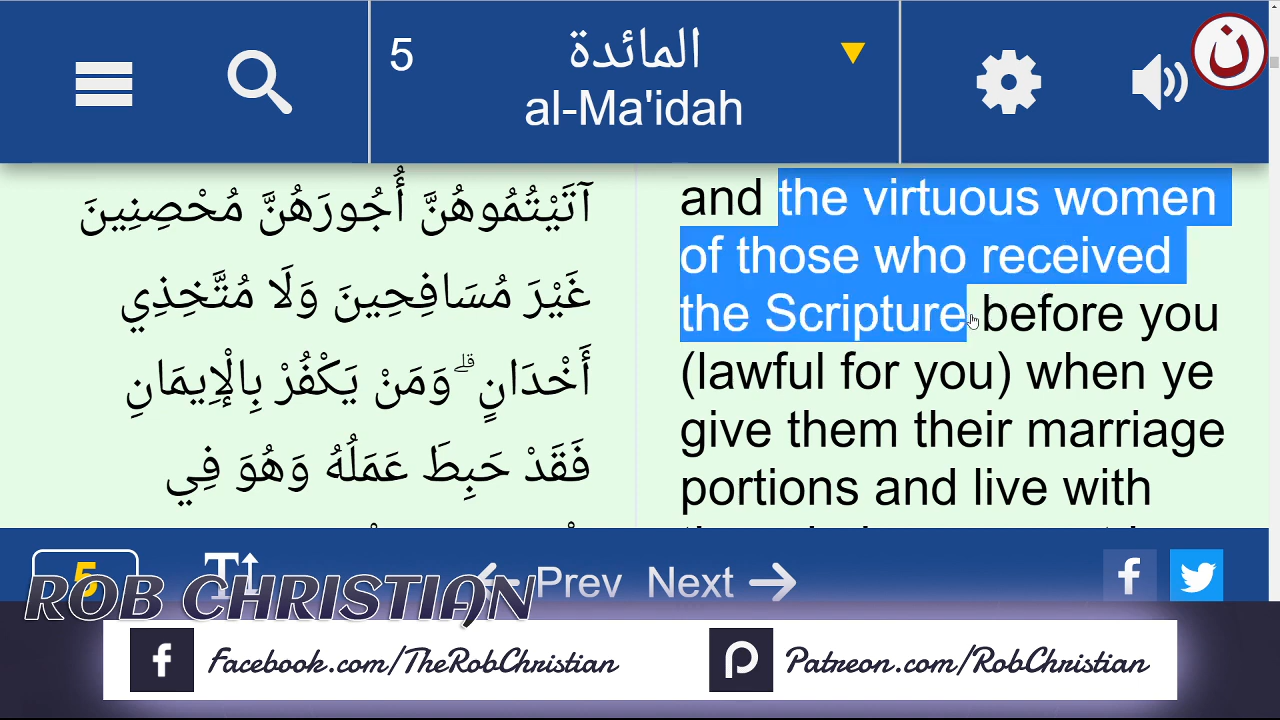 5
المائدة
al-Ma'idah
ن
آتَيْتُمُوهُنَّ أُجُورَهُنَّ مُحْصِنِينَ
غَيْرَ مُسَافِحِينَ وَلَا مُتَّخِذِي
أَخْدَانٍ ۗ وَمَنْ يَكْفُرْ بِالْإِيمَانِ
فَقَدْ حَبِطَ عَمَلُهُ وَهُوَ فِي
and the virtuous women
of those who received
the Scripture before you
(lawful for you) when ye
give them their marriage
portions and live with
5
Prev Next
ROB CHRISTIAN
Facebook.com/TheRobChristian
Patreon.com/RobChristian